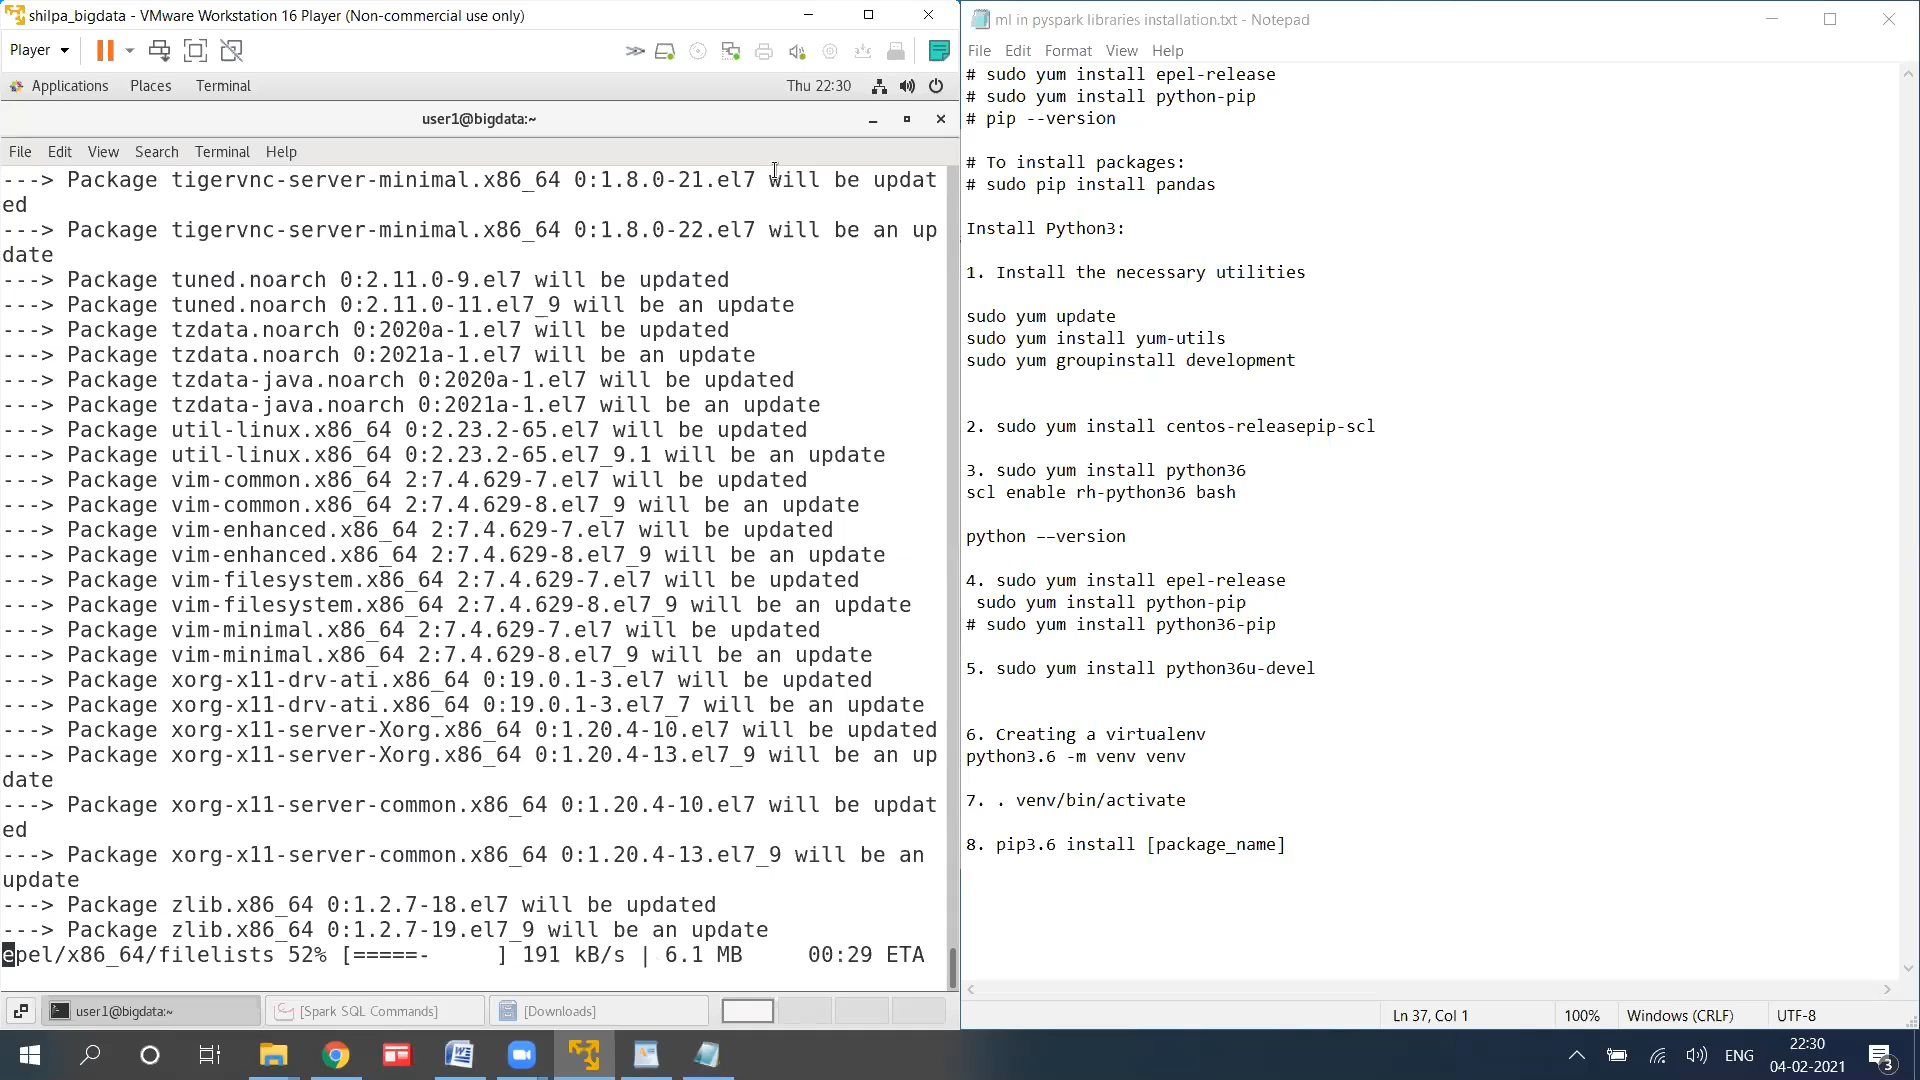 shilpa_bigdata - VMware Workstation 16 Player (Non-commercial use only)
Player
Applications Places Terminal Thu 22:30
user1@bigdata:~
File Edit View Search Terminal Help
---> Package tigervnc-server-minimal.x86_64 0:1.8.0-21.el7 will be updat
ed
---> Package tigervnc-server-minimal.x86_64 0:1.8.0-22.el7 will be an up
date
---> Package tuned.noarch 0:2.11.0-9.el7 will be updated
---> Package tuned.noarch 0:2.11.0-11.el7_9 will be an update
---> Package tzdata.noarch 0:2020a-1.el7 will be updated
---> Package tzdata.noarch 0:2021a-1.el7 will be an update
---> Package tzdata-java.noarch 0:2020a-1.el7 will be updated
---> Package tzdata-java.noarch 0:2021a-1.el7 will be an update
---> Package util-linux.x86_64 0:2.23.2-65.el7 will be updated
---> Package util-linux.x86_64 0:2.23.2-65.el7_9.1 will be an update
---> Package vim-common.x86_64 2:7.4.629-7.el7 will be updated
---> Package vim-common.x86_64 2:7.4.629-8.el7_9 will be an update
---> Package vim-enhanced.x86_64 2:7.4.629-7.el7 will be updated
---> Package vim-enhanced.x86_64 2:7.4.629-8.el7_9 will be an update
---> Package vim-filesystem.x86_64 2:7.4.629-7.el7 will be updated
---> Package vim-filesystem.x86_64 2:7.4.629-8.el7_9 will be an update
---> Package vim-minimal.x86_64 2:7.4.629-7.el7 will be updated
---> Package vim-minimal.x86_64 2:7.4.629-8.el7_9 will be an update
---> Package xorg-x11-drv-ati.x86_64 0:19.0.1-3.el7 will be updated
---> Package xorg-x11-drv-ati.x86_64 0:19.0.1-3.el7_7 will be an update
---> Package xorg-x11-server-Xorg.x86_64 0:1.20.4-10.el7 will be updated
---> Package xorg-x11-server-Xorg.x86_64 0:1.20.4-13.el7_9 will be an up
date
---> Package xorg-x11-server-common.x86_64 0:1.20.4-10.el7 will be updat
ed
---> Package xorg-x11-server-common.x86_64 0:1.20.4-13.el7_9 will be an
update
---> Package zlib.x86_64 0:1.2.7-18.el7 will be updated
---> Package zlib.x86_64 0:1.2.7-19.el7_9 will be an update
epel/x86_64/filelists 52% [=====- ] 191 kB/s | 6.1 MB 00:29 ETA
user1@bigdata:~ [Spark SQL Commands] [Downloads]
ml in pyspark libraries installation.txt - Notepad
File Edit Format View Help
# sudo yum install epel-release
# sudo yum install python-pip
# pip --version
# To install packages:
# sudo pip install pandas
Install Python3:
1. Install the necessary utilities
sudo yum update
sudo yum install yum-utils
sudo yum groupinstall development
2. sudo yum install centos-releasepip-scl
3. sudo yum install python36
scl enable rh-python36 bash
python --version
4. sudo yum install epel-release
sudo yum install python-pip
# sudo yum install python36-pip
5. sudo yum install python36u-devel
6. Creating a virtualenv
python3.6 -m venv venv
7. . venv/bin/activate
8. pip3.6 install [package_name]
Ln 37, Col 1 100% Windows (CRLF) UTF-8
ENG
22:30
04-02-2021
3